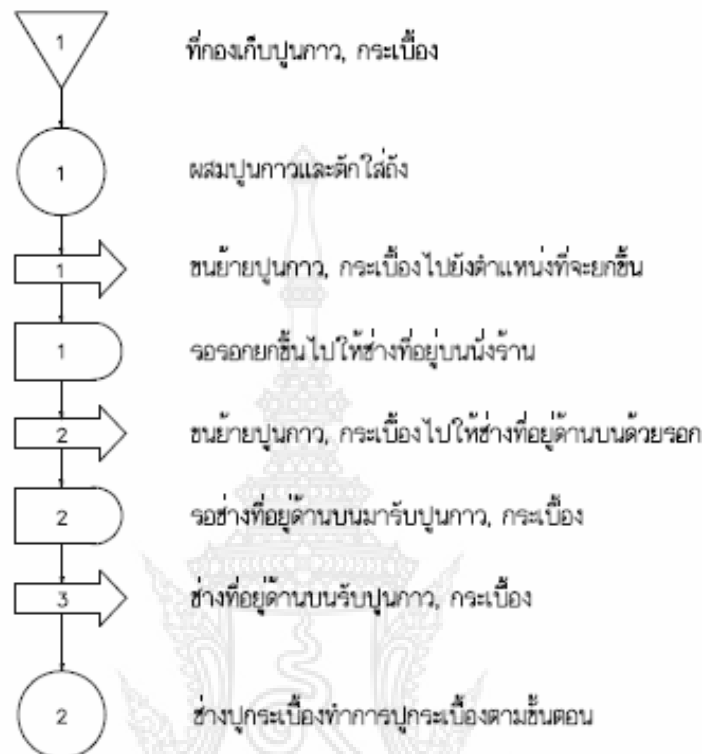 1 ที่กองเก็บปูนกาว, กระเบื้อง
1 ผสมปูนกาวและตักใส่ถัง
1 ขนย้ายปูนกาว, กระเบื้องไปยังตำแหน่งที่จะยกขึ้น
1 รอรอกยกขึ้นไปให้ช่างที่อยู่บนนั่งร้าน
2 ขนย้ายปูนกาว, กระเบื้องไปให้ช่างที่อยู่ด้านบนด้วยรอก
2 รอช่างที่อยู่ด้านบนมารับปูนกาว, กระเบื้อง
3 ช่างที่อยู่ด้านบนรับปูนกาว, กระเบื้อง
2 ช่างปูกระเบื้องทำการปูกระเบื้องตามขั้นตอน